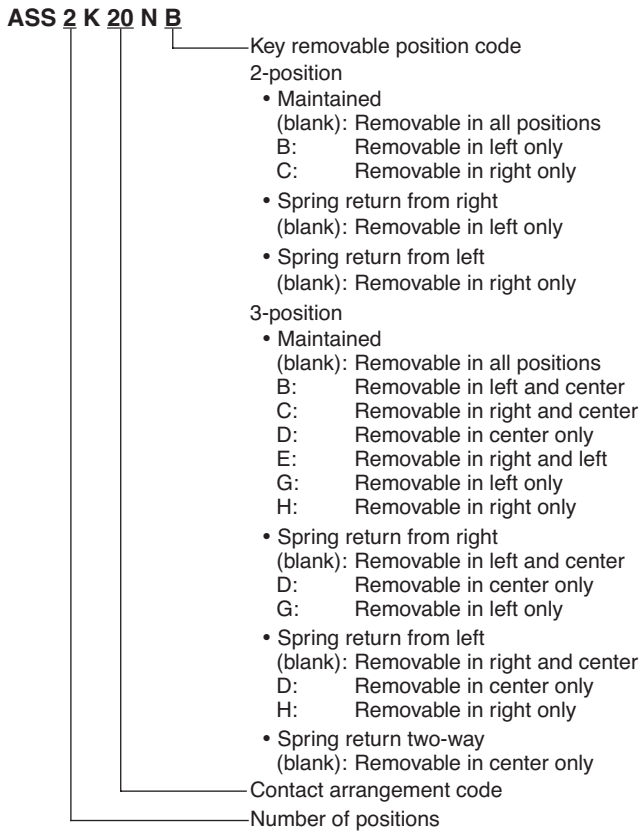 ASS 2 K 20 N B
Key removable position code
2-position
• Maintained
(blank): Removable in all positions
B: Removable in left only
C: Removable in right only
• Spring return from right
(blank): Removable in left only
• Spring return from left
(blank): Removable in right only
3-position
• Maintained
(blank): Removable in all positions
B: Removable in left and center
C: Removable in right and center
D: Removable in center only
E: Removable in right and left
G: Removable in left only
H: Removable in right only
• Spring return from right
(blank): Removable in left and center
D: Removable in center only
G: Removable in left only
• Spring return from left
(blank): Removable in right and center
D: Removable in center only
H: Removable in right only
• Spring return two-way
(blank): Removable in center only
Contact arrangement code
Number of positions